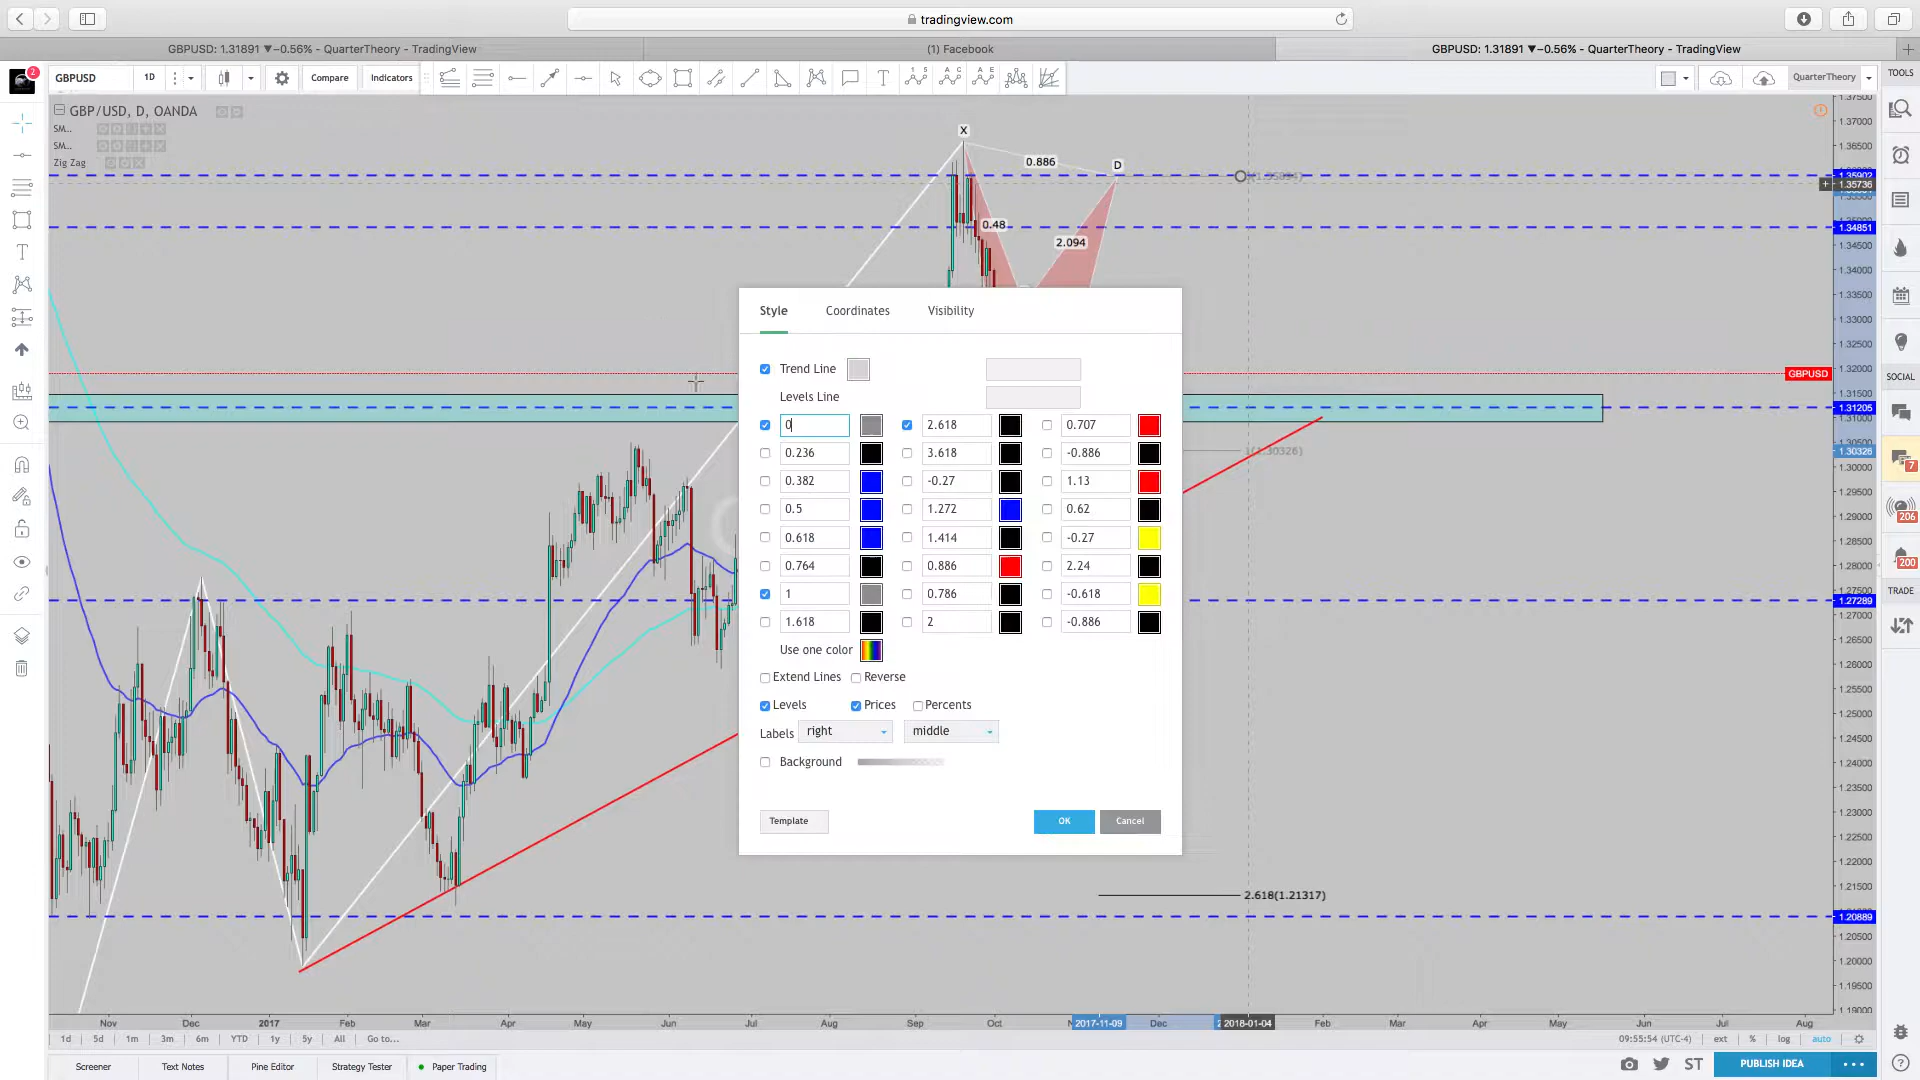 tradingview.com
GBPUSD: 1.31891 ▼-0.56% - QuarterTheory - TradingView
(1) Facebook
GBPUSD: 1.31891 ▼-0.56% - QuarterTheory - TradingView
2
GBPUSD
1D
Compare
Indicators
QuarterTheory
TOOLS
GBP/USD, D, OANDA
SM...
SM...
Zig Zag
X
0.886
D
0.48
2.094
1.37500
1.37000
1.36500
1.35902
1.35736
1.34851
1.34500
1.34000
1.33500
1.33000
1.32500
1.32000
GBPUSD
1.31500
1.31205
1.30326
1(1.30326)
1.30000
1.29500
1.29000
1.28500
1.28000
1.27289
1.26500
1.26000
1.25500
1.25000
1.24500
1.24000
1.23500
1.23000
1.22500
1.22000
1.21500
1.20889
1.20500
1.20000
1.19500
1.19000
Style
Coordinates
Visibility
Trend Line
Levels Line
0
2.618
0.707
0.236
3.618
-0.886
0.382
-0.27
1.13
0.5
1.272
0.62
0.618
1.414
-0.27
0.764
0.886
2.24
1
0.786
-0.618
1.618
2
-0.886
Use one color
Extend Lines
Reverse
Levels
Prices
Percents
Labels
right
middle
Background
Template
OK
Cancel
2.618(1.21317)
SOCIAL
7
206
200
TRADE
Nov
Dec
2017
Feb
Mar
Apr
May
Jun
Jul
Aug
Sep
Oct
2017-11-09
Dec
2018-01-04
Feb
Mar
Apr
May
Jun
Jul
Aug
1d
5d
1m
3m
6m
YTD
1y
5y
All
Go to...
09:55:54 (UTC-4)
ext
%
log
auto
Screener
Text Notes
Pine Editor
Strategy Tester
Paper Trading
ST
PUBLISH IDEA